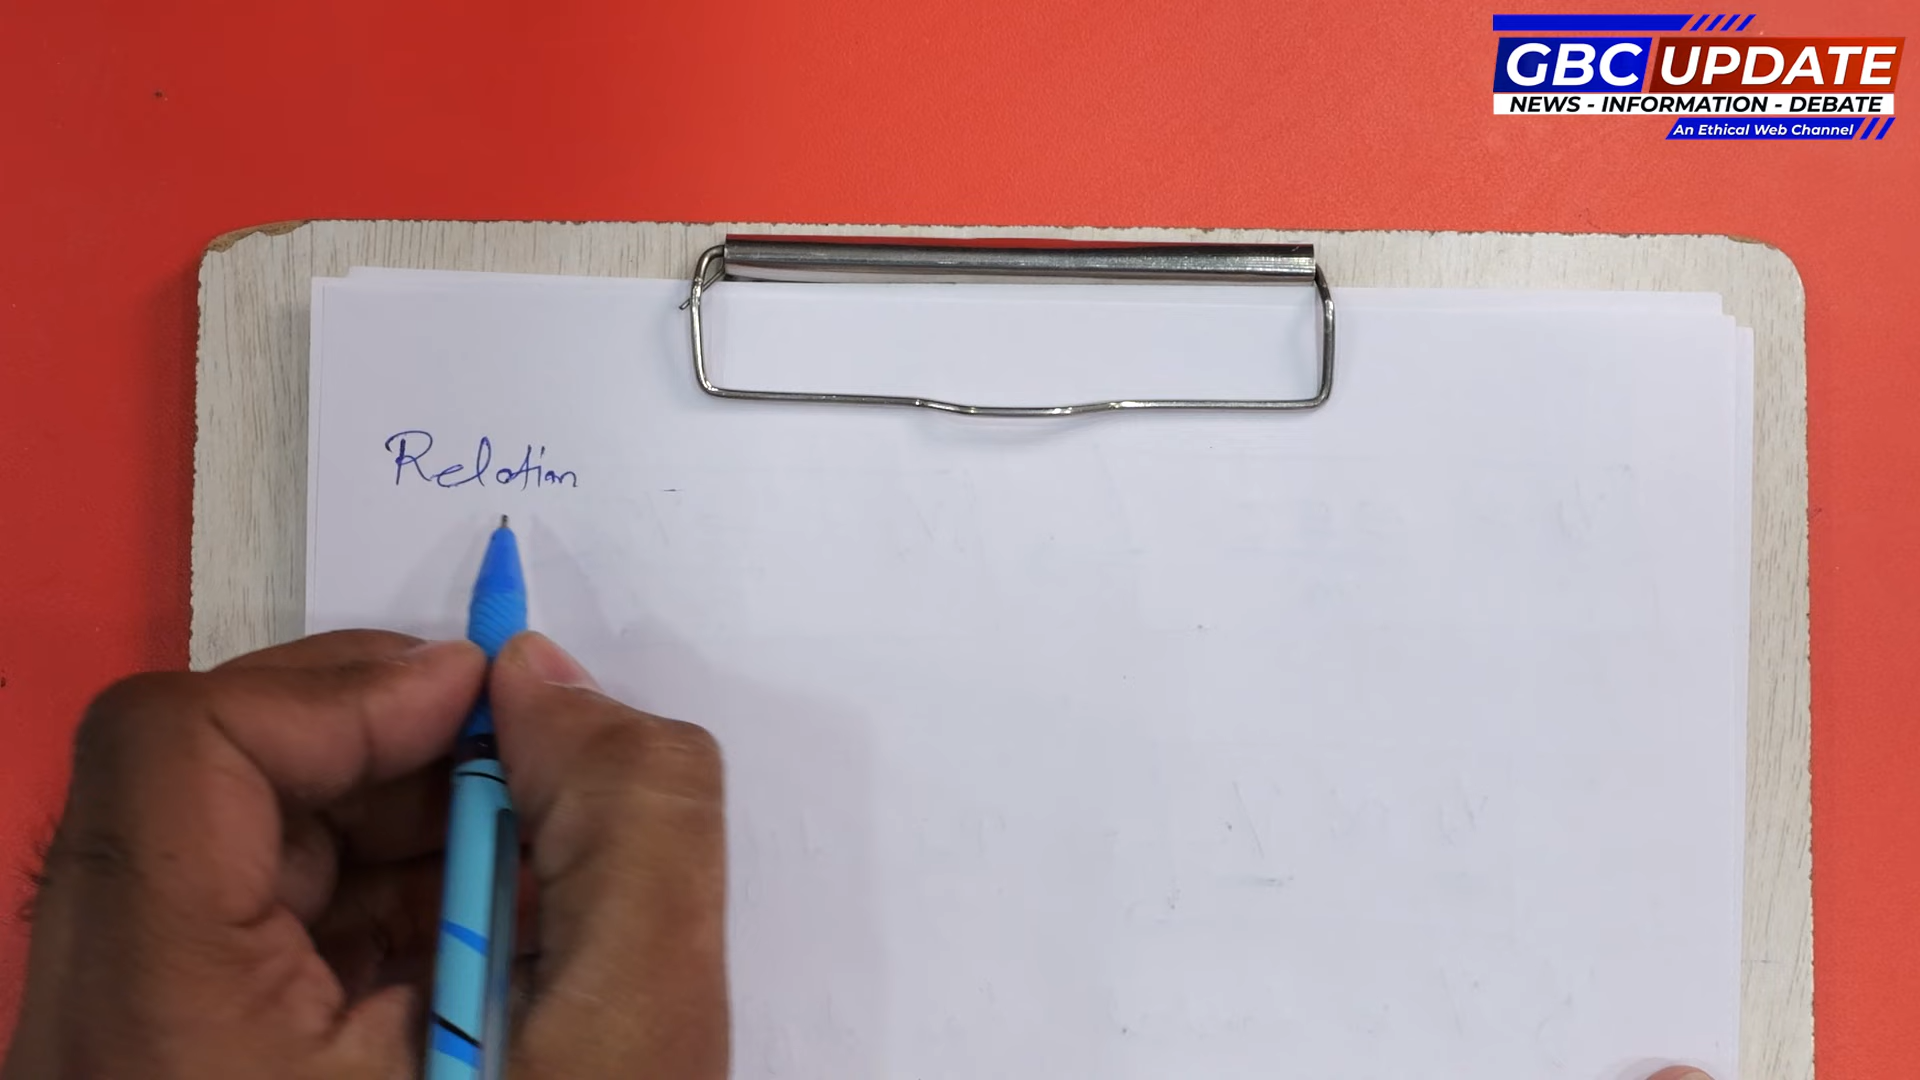 GBC UPDATE
NEWS - INFORMATION - DEBATE
An Ethical Web Channel
Relation -